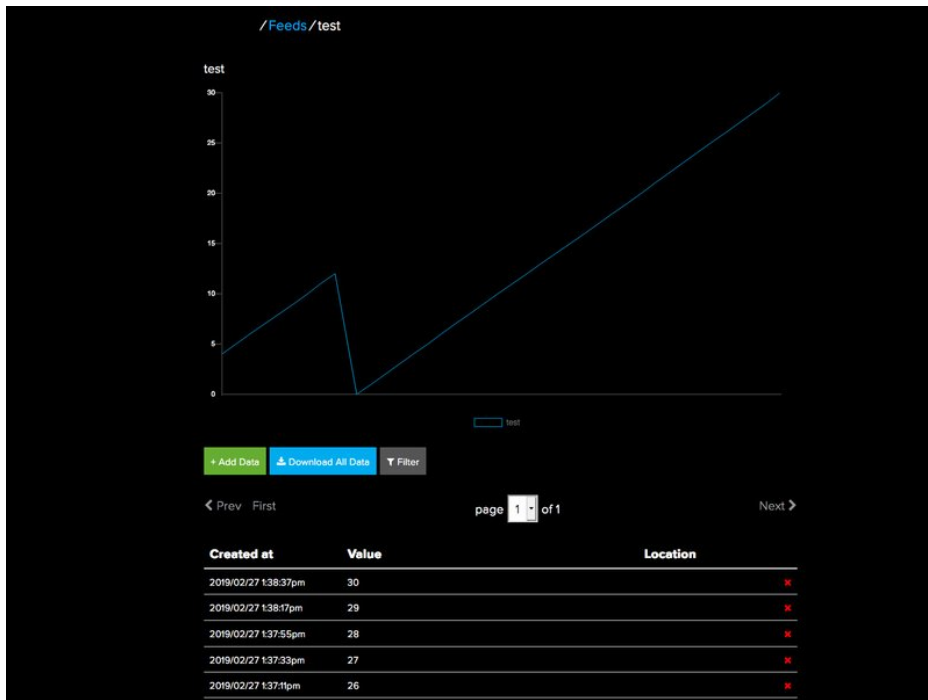 /Feeds/test
test
30
25
20
15
10
5
0
test
+ Add Data Download All Data Filter
Prev First page 1 of 1 Next
Created at Value Location
2019/02/27 1:38:37pm 30
2019/02/27 1:38:17pm 29
2019/02/27 1:37:55pm 28
2019/02/27 1:37:33pm 27
2019/02/27 1:37:11pm 26